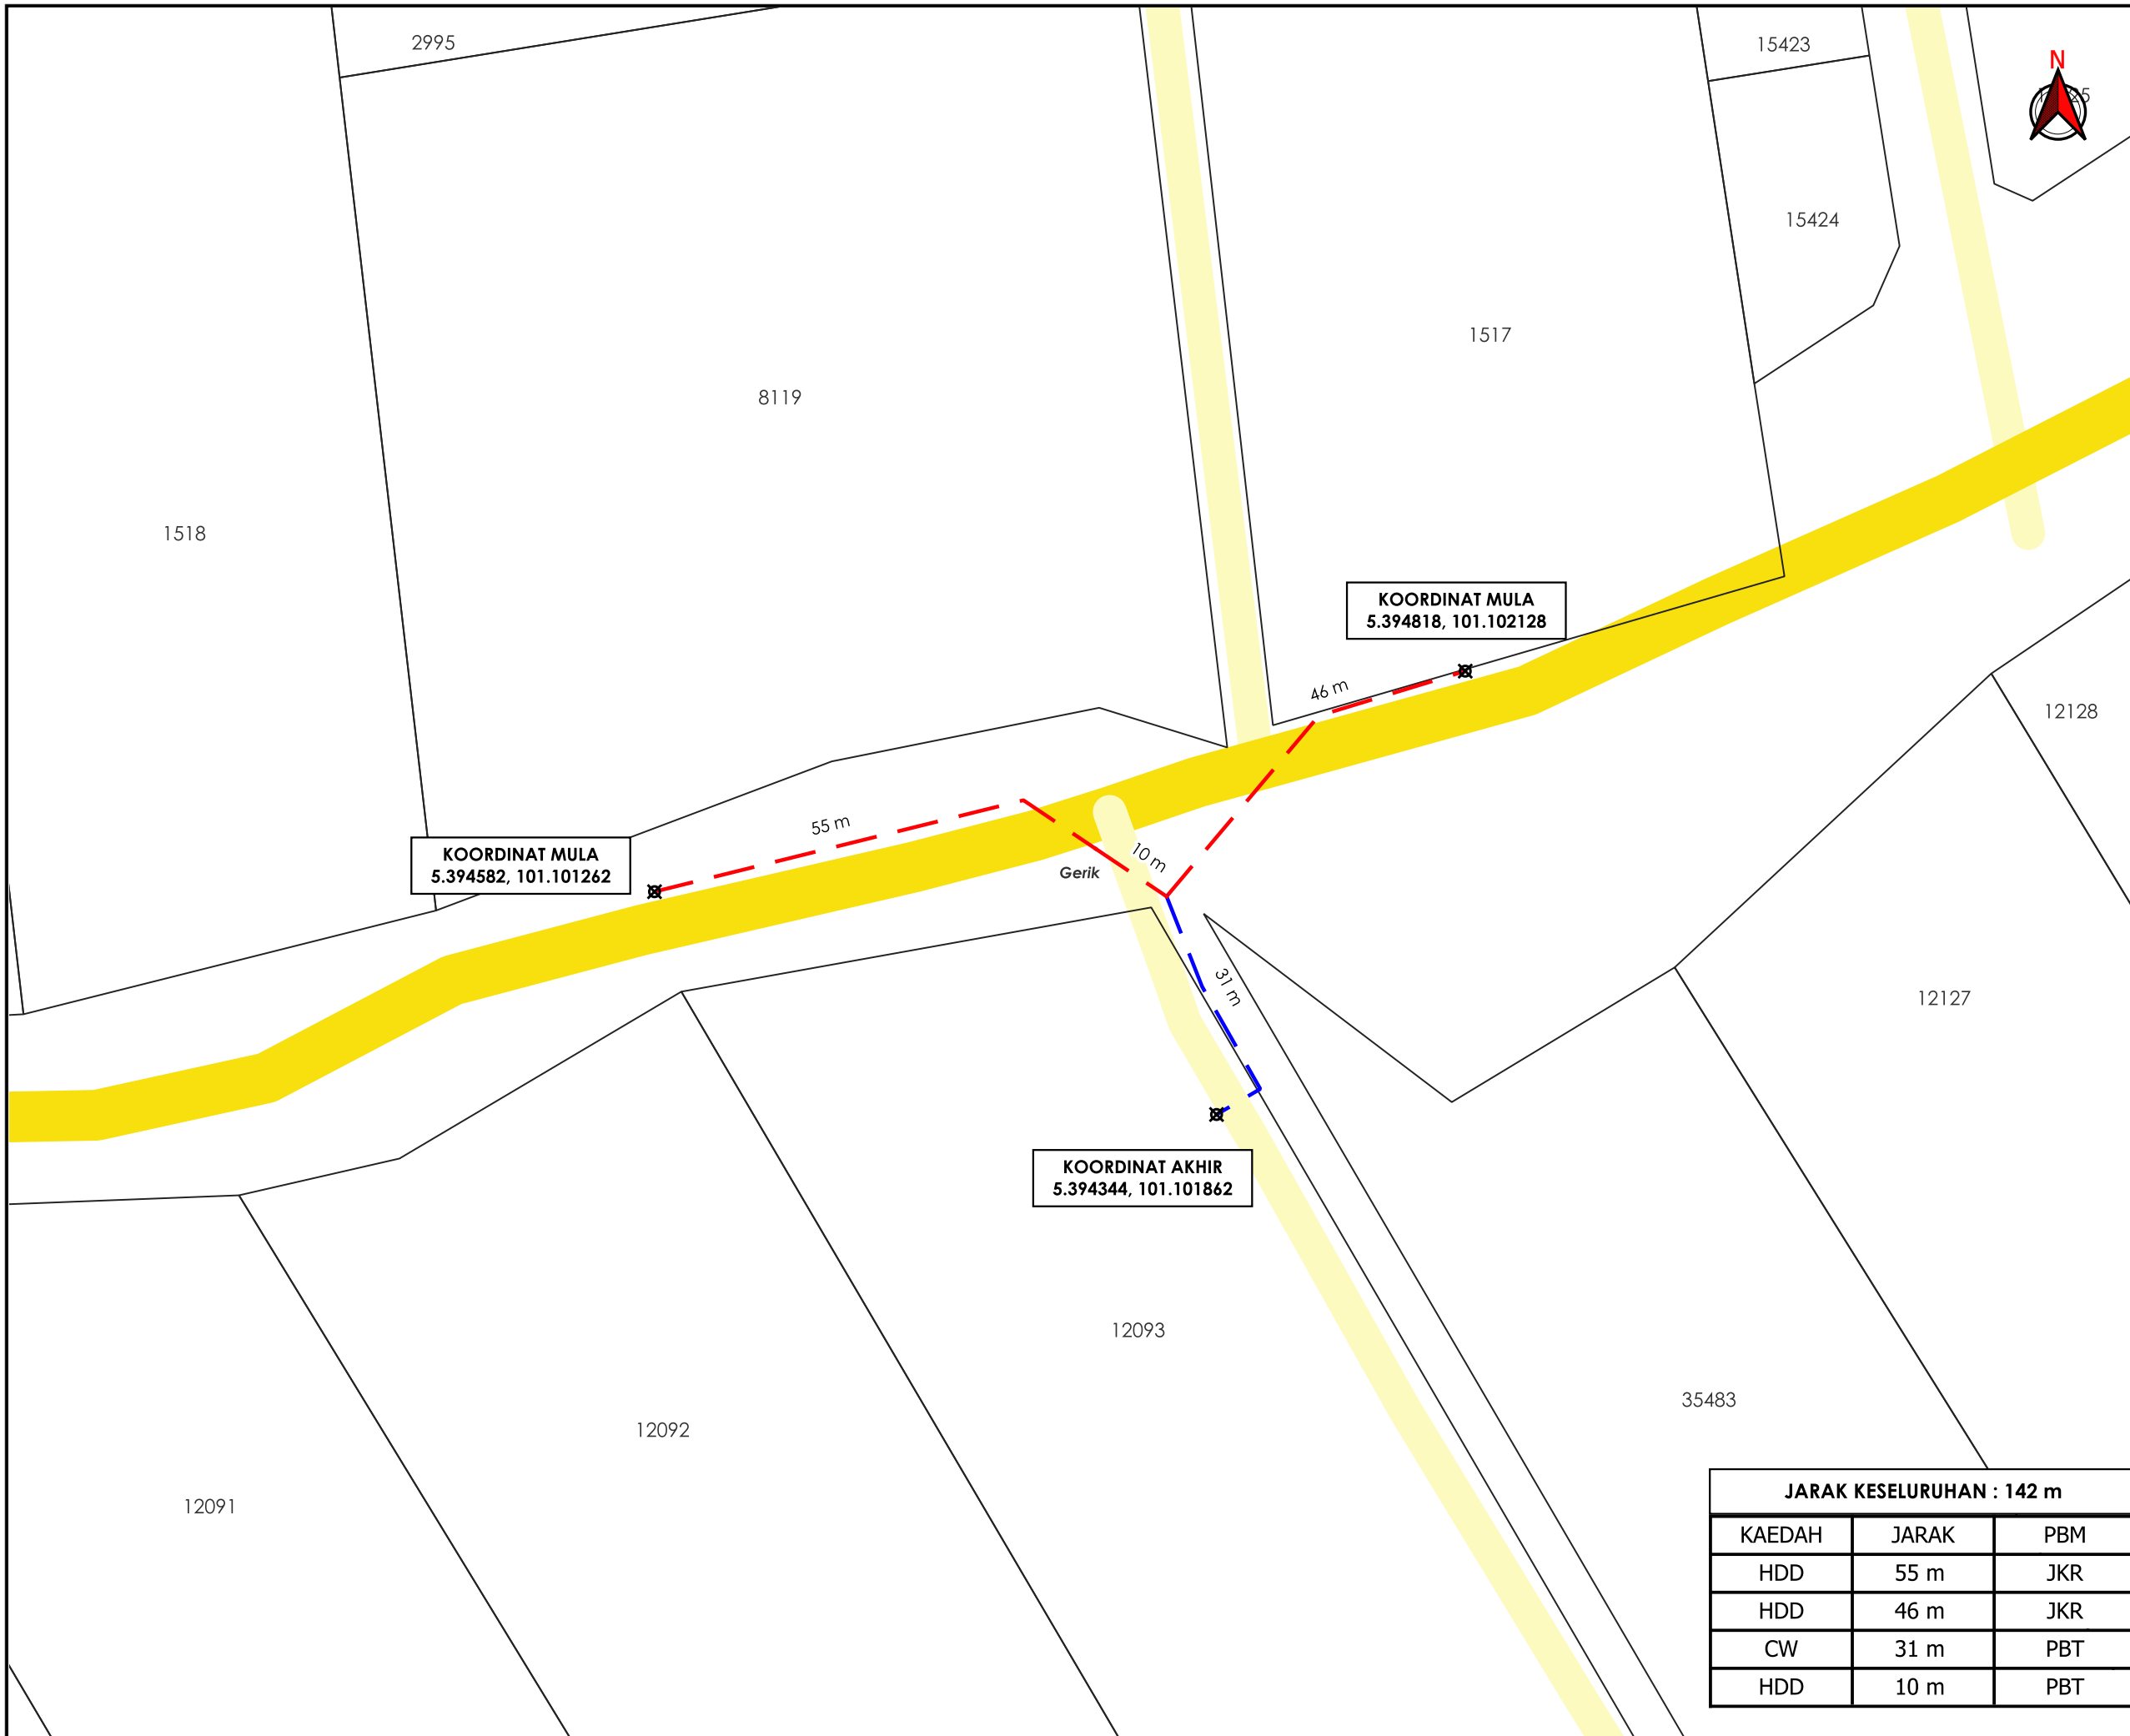 2995
15423
N
15424
1517
8119
1518
KOORDINAT MULA
5.394818, 101.102128
46 m
12128
55 m
KOORDINAT MULA
5.394582, 101.101262
10 m
Gerik
31 m
12127
KOORDINAT AKHIR
5.394344, 101.101862
12093
35483
12092
12091
JARAK KESELURUHAN : 142 m
KAEDAH JARAK PBM
HDD 55 m JKR
HDD 46 m JKR
CW 31 m PBT
HDD 10 m PBT